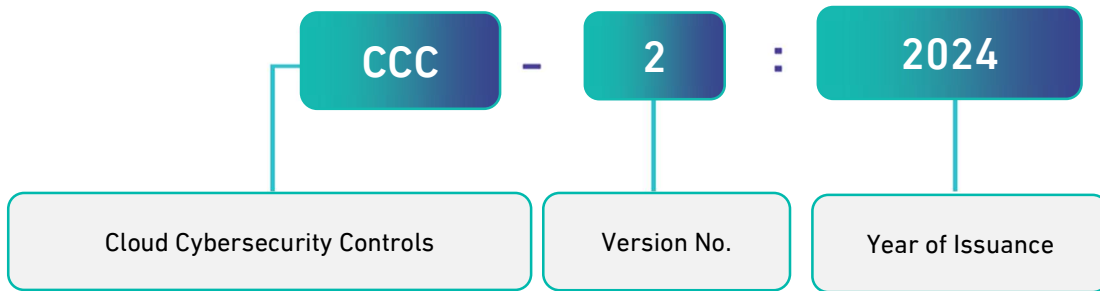 CCC – 2 : 2024
Cloud Cybersecurity Controls Version No. Year of Issuance